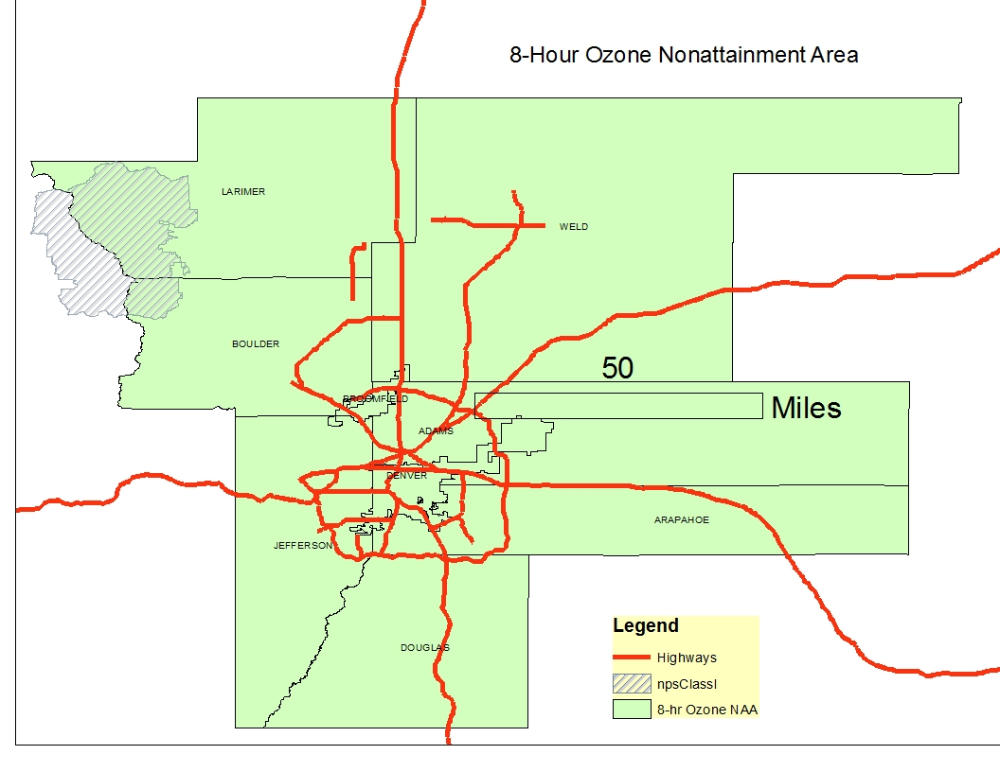 8-Hour Ozone Nonattainment Area
LARIMER
WELD
BOULDER
50
BROOMFIELD
Miles
ADAMS
DENVER
ARAPAHOE
JEFFERSON
DOUGLAS
Legend
Highways
npsClassI
8-hr Ozone NAA